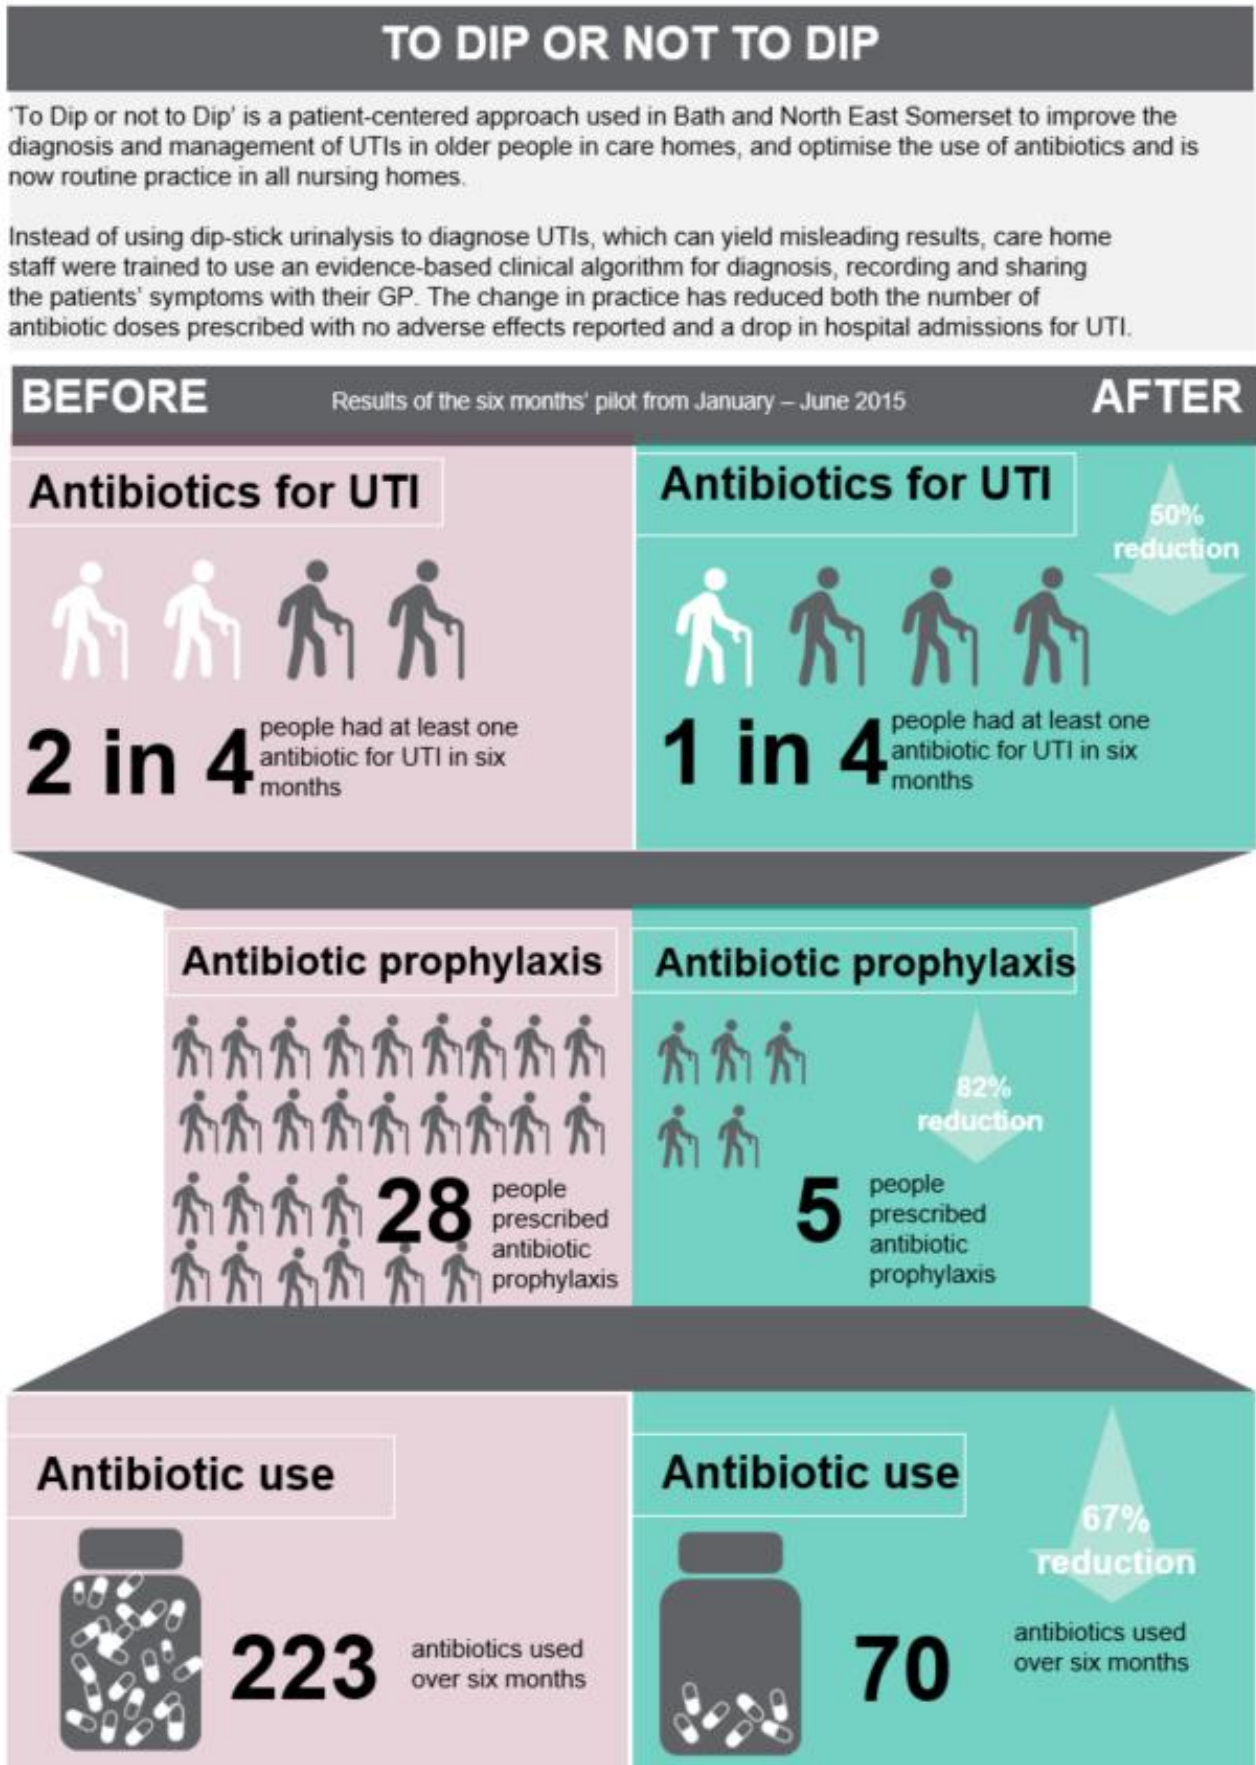 TO DIP OR NOT TO DIP
'To Dip or not to Dip' is a patient-centered approach used in Bath and North East Somerset to improve the
diagnosis and management of UTIs in older people in care homes, and optimise the use of antibiotics and is
now routine practice in all nursing homes.
Instead of using dip-stick urinalysis to diagnose UTIs, which can yield misleading results, care home
staff were trained to use an evidence-based clinical algorithm for diagnosis, recording and sharing
the patients' symptoms with their GP. The change in practice has reduced both the number of
antibiotic doses prescribed with no adverse effects reported and a drop in hospital admissions for UTI.
BEFORE
Results of the six months' pilot from January – June 2015
AFTER
Antibiotics for UTI
2 in 4
people had at least one
antibiotic for UTI in six
months
Antibiotics for UTI
50%
reduction
1 in 4
people had at least one
antibiotic for UTI in six
months
Antibiotic prophylaxis
28
people
prescribed
antibiotic
prophylaxis
Antibiotic prophylaxis
82%
reduction
5
people
prescribed
antibiotic
prophylaxis
Antibiotic use
223
antibiotics used
over six months
Antibiotic use
67%
reduction
70
antibiotics used
over six months